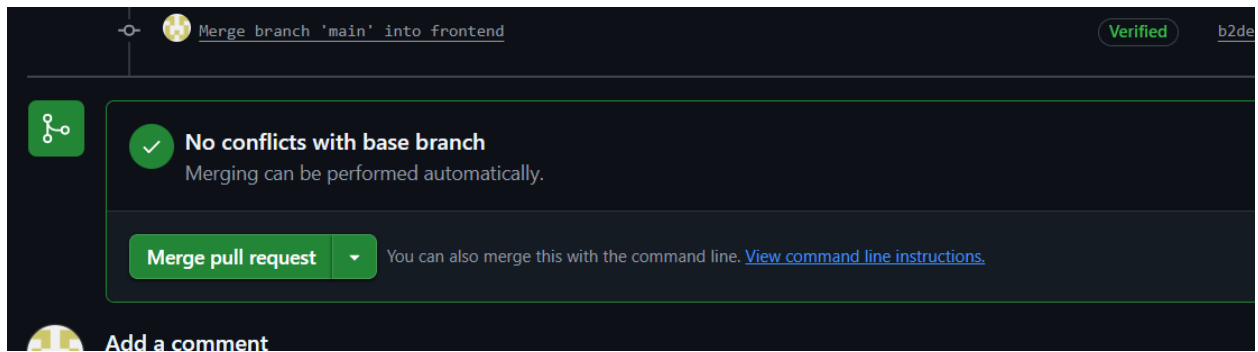 Merge branch 'main' into frontend
Verified
b2de
No conflicts with base branch
Merging can be performed automatically.
Merge pull request
You can also merge this with the command line. View command line instructions.
Add a comment